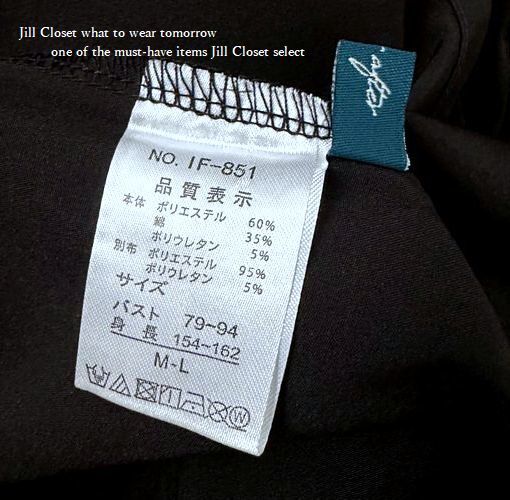 Jill Closet what to wear tomorrow
one of the must-have items Jill Closet select
NO. IF-851
品質表示
本体 ポリエステル 60%
綿 35%
ポリウレタン 5%
別布 ポリエステル 95%
ポリウレタン 5%
サイズ
バスト 79~94
身長 154~162
M-L
W